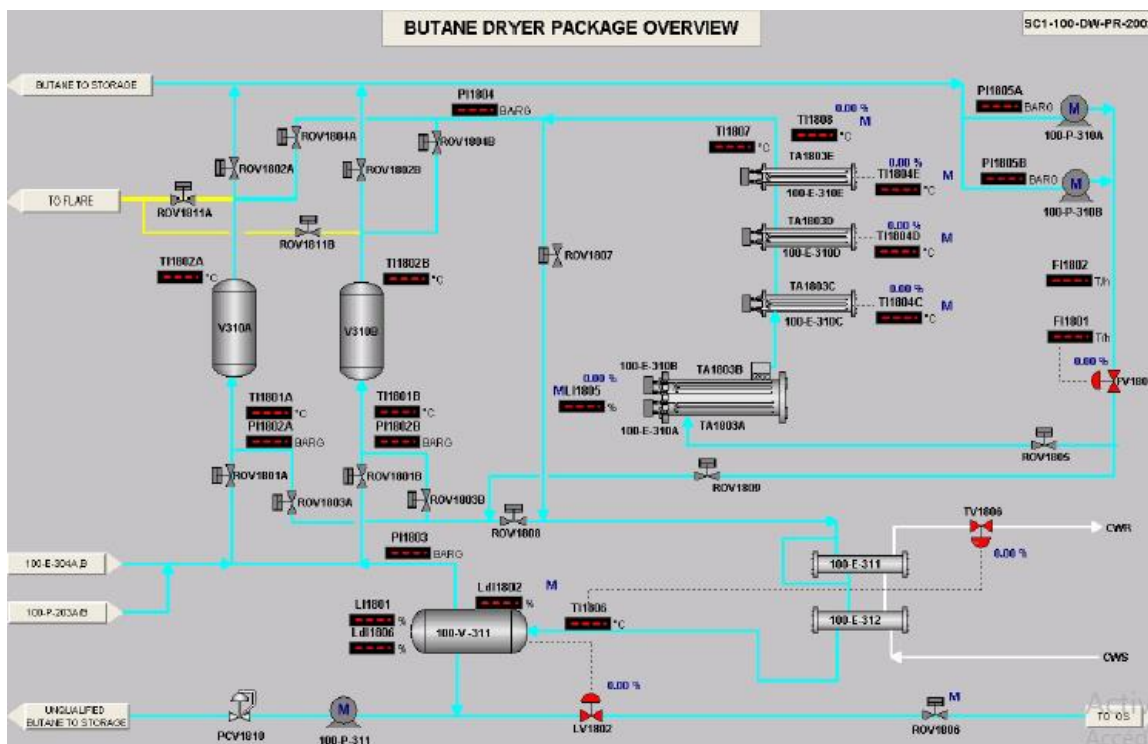 BUTANE DRYER PACKAGE OVERVIEW
SC1-100-DW-PR-200
BUTANE TO STORAGE
PI1804
BARG
PI1805A
BARG
M
100-P-310A
0.00 %
TI1808 M
°C
TI1807
°C
ROV1804A
ROV1804B
ROV1802A
ROV1802B
TA1803E
0.00 %
TI1804E M
°C
100-E-310E
PI1805B
BARG
M
100-P-310B
TO FLARE
ROV1811A
ROV1811B
TA1803D
0.00 %
TI1804D M
°C
100-E-310D
ROV1807
TI1802A
°C
TI1802B
°C
FI1802
T/h
V310A
V310B
TA1803C
0.00 %
TI1804C M
°C
100-E-310C
FI1801
T/h
0.00 %
FV180
100-E-310B
TA1803B
0.00 %
MLI1805
%
100-E-310A
TA1803A
TI1801A
°C
PI1802A
BARG
TI1801B
°C
PI1802B
BARG
ROV1805
ROV1801A
ROV1801B
ROV1809
ROV1803A
ROV1803B
ROV1808
TV1806
CWR
0.00 %
PI1803
BARG
100-E-304A,B
100-E-311
100-P-203A/B
LdI1802 M
%
LI1801
%
LdI1806
%
100-V-311
TI1806
°C
100-E-312
CWS
0.00 %
UNQUALIFIED
BUTANE TO STORAGE
PCV1810
M
100-P-311
LV1802
M
ROV1806
TO OS
Activ
Accéd